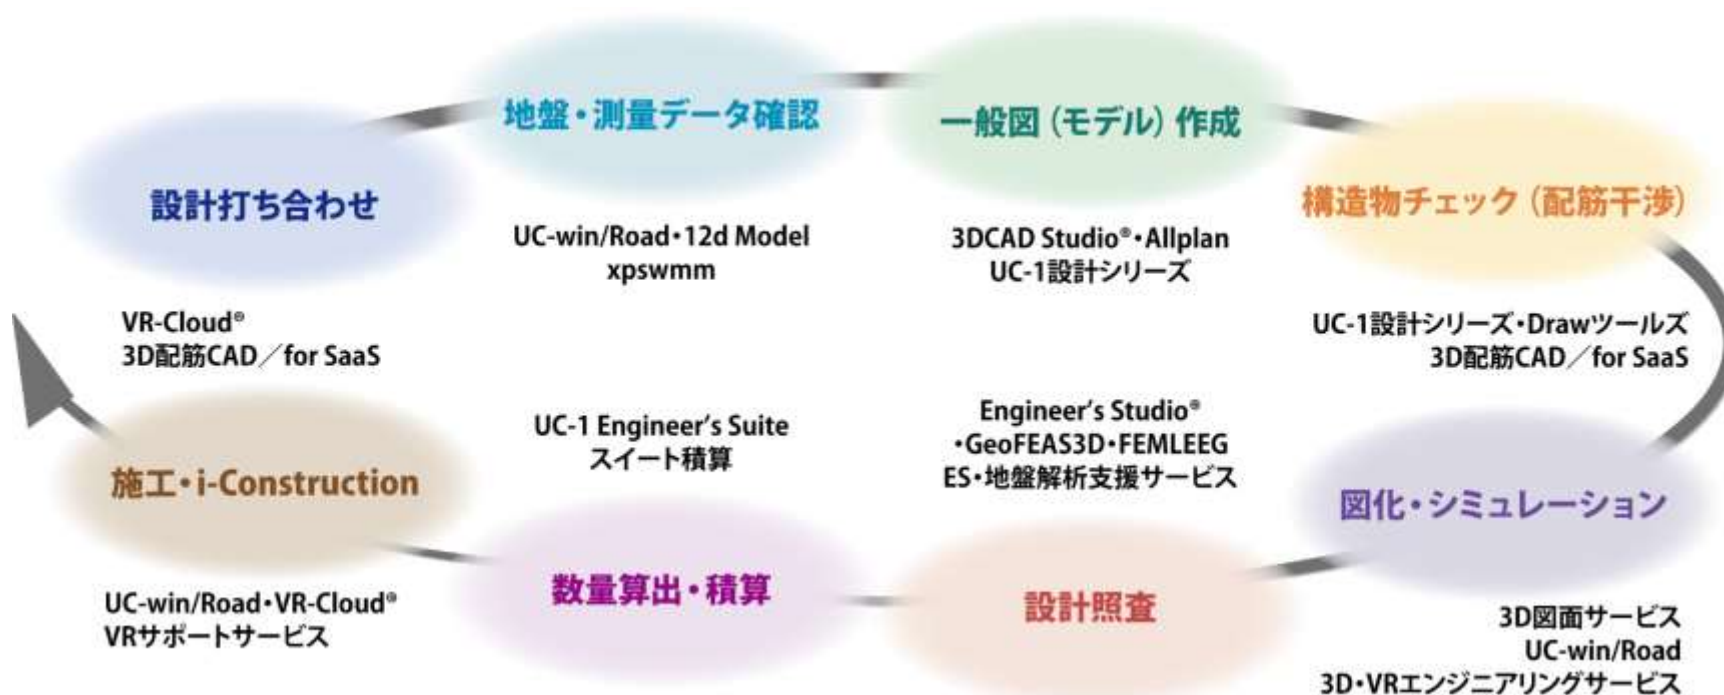 設計打ち合わせ
VR-Cloud®
3D配筋CAD／for SaaS
地盤・測量データ確認
UC-win/Road・12d Model
xpswmm
一般図（モデル）作成
3DCAD Studio®・Allplan
UC-1設計シリーズ
構造物チェック（配筋干渉）
UC-1設計シリーズ・Drawツールズ
3D配筋CAD／for SaaS
図化・シミュレーション
3D図面サービス
UC-win/Road
3D・VRエンジニアリングサービス
Engineer's Studio®
・GeoFEAS3D・FEMLEEG
ES・地盤解析支援サービス
設計照査
UC-1 Engineer's Suite
スイート積算
数量算出・積算
施工・i-Construction
UC-win/Road・VR-Cloud®
VRサポートサービス